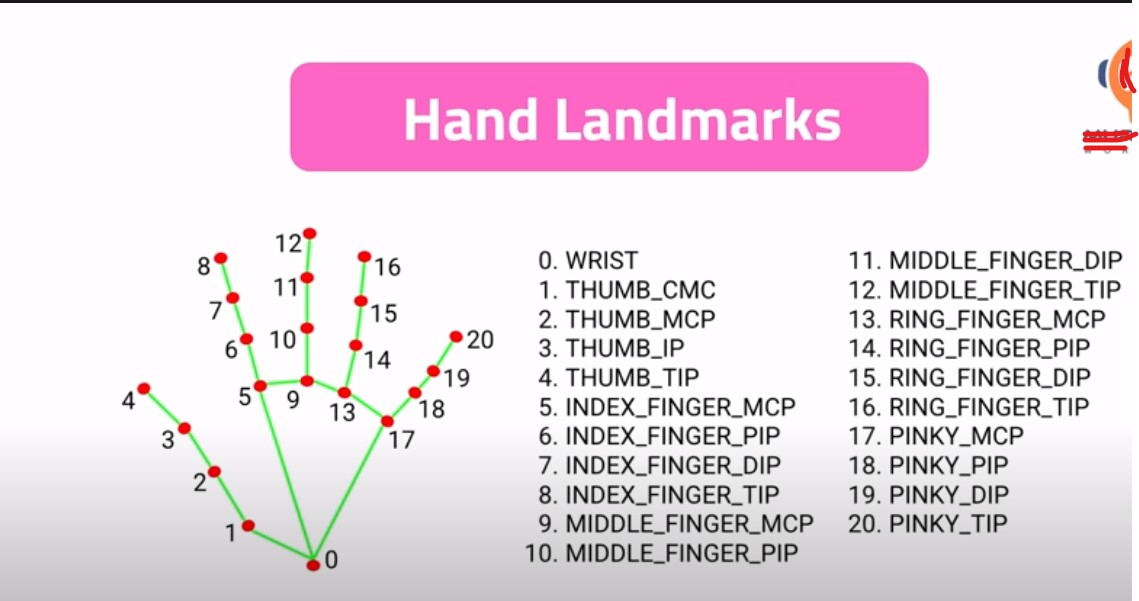 Hand Landmarks
12
8
16
11
7
15
10
6
14
20
19
5
9
4
13
18
3
17
2
1
0
0. WRIST
1. THUMB_CMC
2. THUMB_MCP
3. THUMB_IP
4. THUMB_TIP
5. INDEX_FINGER_MCP
6. INDEX_FINGER_PIP
7. INDEX_FINGER_DIP
8. INDEX_FINGER_TIP
9. MIDDLE_FINGER_MCP
10. MIDDLE_FINGER_PIP
11. MIDDLE_FINGER_DIP
12. MIDDLE_FINGER_TIP
13. RING_FINGER_MCP
14. RING_FINGER_PIP
15. RING_FINGER_DIP
16. RING_FINGER_TIP
17. PINKY_MCP
18. PINKY_PIP
19. PINKY_DIP
20. PINKY_TIP